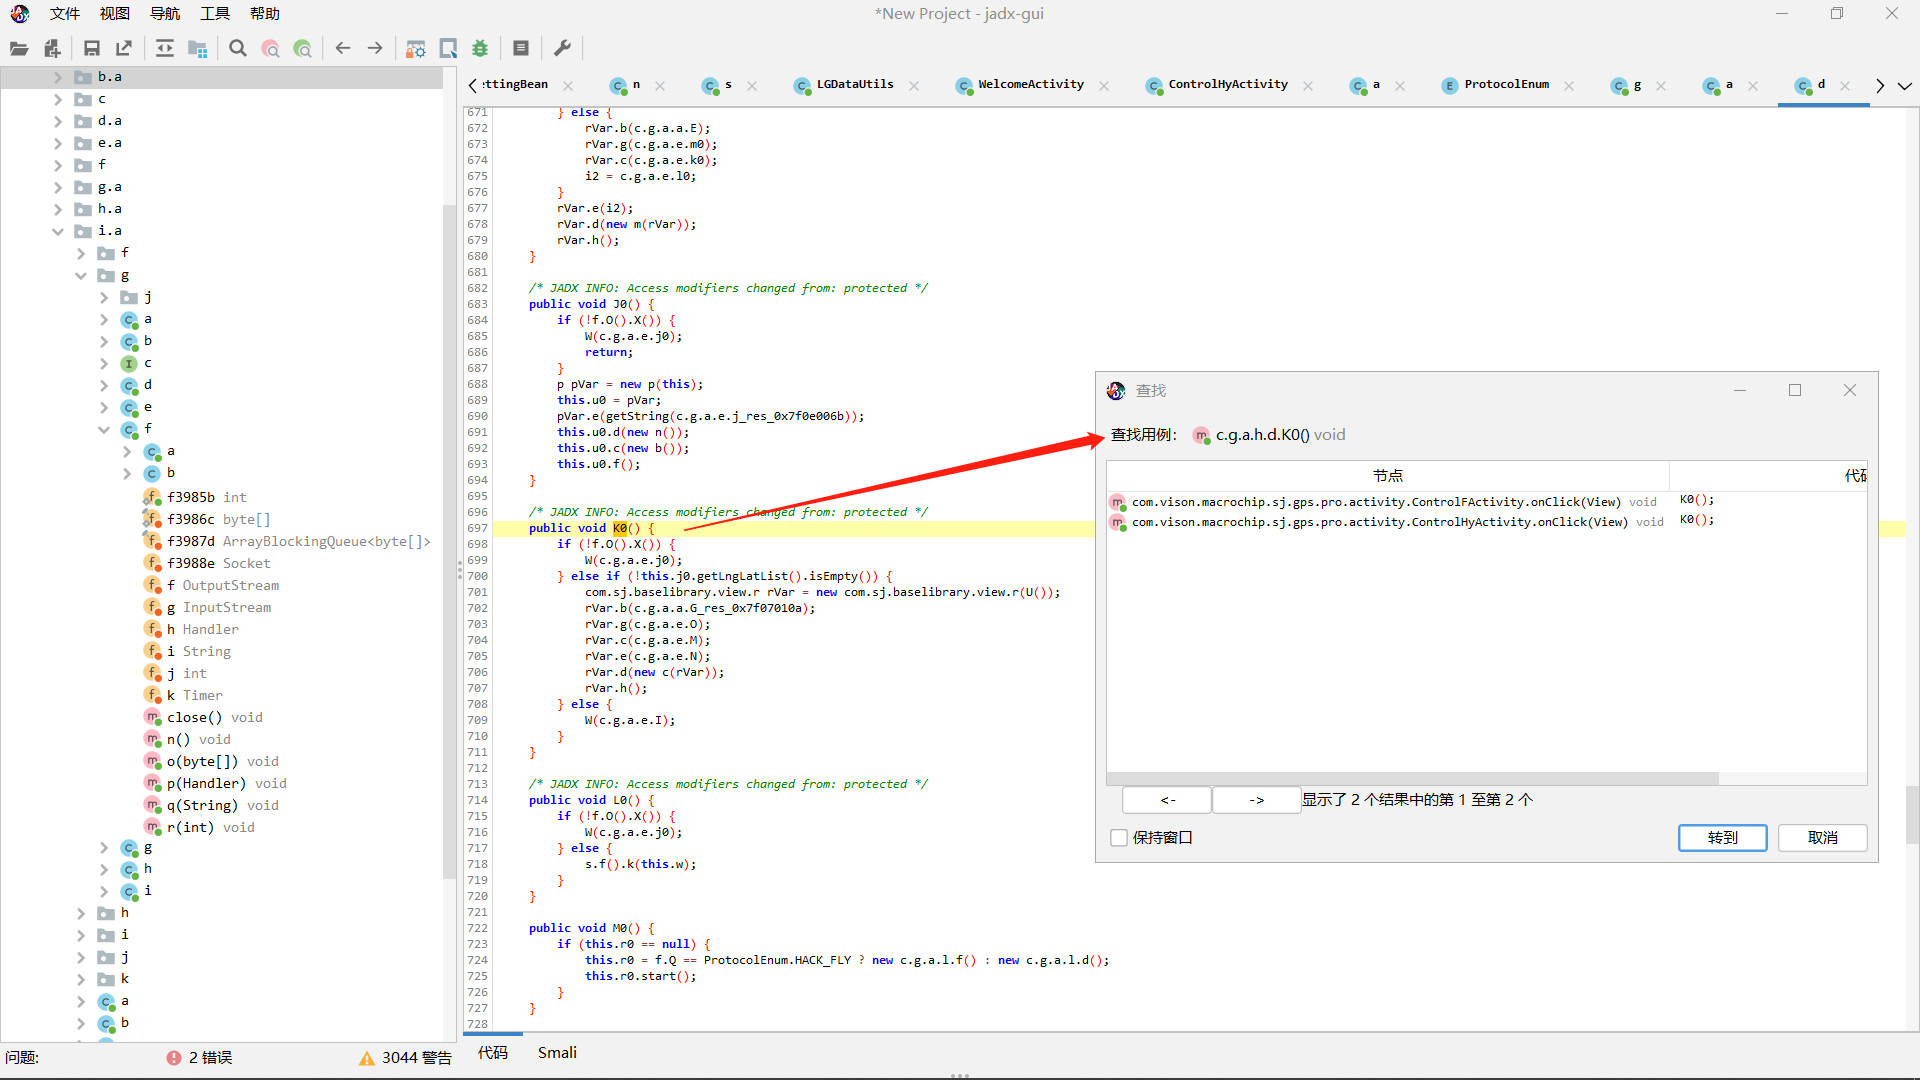 文件 视图 导航 工具 帮助
*New Project - jadx-gui
b.a
c
d.a
e.a
f
g.a
h.a
i.a
f
g
j
a
b
c
d
e
f
a
b
f3985b int
f3986c byte[]
f3987d ArrayBlockingQueue<byte[]>
f3988e Socket
f OutputStream
g InputStream
h Handler
i String
j int
k Timer
close() void
n() void
o(byte[]) void
p(Handler) void
q(String) void
r(int) void
g
h
i
h
i
j
k
a
b
问题: 2 错误 3044 警告
ettingBean n s LGDataUtils WelcomeActivity ControlHyActivity a ProtocolEnum g a d
671 } else {
672 rVar.b(c.g.a.a.E);
673 rVar.g(c.g.a.e.m0);
674 rVar.c(c.g.a.e.k0);
675 i2 = c.g.a.e.l0;
676 }
677 rVar.e(i2);
678 rVar.d(new m(rVar));
679 rVar.h();
680 }
681
682 /* JADX INFO: Access modifiers changed from: protected */
683 public void J0() {
684 if (!f.O().X()) {
685 W(c.g.a.e.j0);
686 return;
687 }
688 p pVar = new p(this);
689 this.u0 = pVar;
690 pVar.e(getString(c.g.a.e.j_res_0x7f0e006b));
691 this.u0.d(new n());
692 this.u0.c(new b());
693 this.u0.f();
694 }
695
696 /* JADX INFO: Access modifiers changed from: protected */
697 public void K0() {
698 if (!f.O().X()) {
699 W(c.g.a.e.j0);
700 } else if (!this.j0.getLngLatList().isEmpty()) {
701 com.sj.baselibrary.view.r rVar = new com.sj.baselibrary.view.r(U());
702 rVar.b(c.g.a.a.G_res_0x7f07010a);
703 rVar.g(c.g.a.e.O);
704 rVar.c(c.g.a.e.M);
705 rVar.e(c.g.a.e.N);
706 rVar.d(new c(rVar));
707 rVar.h();
708 } else {
709 W(c.g.a.e.I);
710 }
711 }
712
713 /* JADX INFO: Access modifiers changed from: protected */
714 public void L0() {
715 if (!f.O().X()) {
716 W(c.g.a.e.j0);
717 } else {
718 s.f().k(this.w);
719 }
720 }
721
722 public void M0() {
723 if (this.r0 == null) {
724 this.r0 = f.Q == ProtocolEnum.HACK_FLY ? new c.g.a.l.f() : new c.g.a.l.d();
725 this.r0.start();
726 }
727 }
728
代码 Smali
查找
查找用例: c.g.a.h.d.K0() void
节点
com.vison.macrochip.sj.gps.pro.activity.ControlFActivity.onClick(View) void K0();
com.vison.macrochip.sj.gps.pro.activity.ControlHyActivity.onClick(View) void K0();
<- -> 显示了 2 个结果中的第 1 至第 2 个
保持窗口 转到 取消